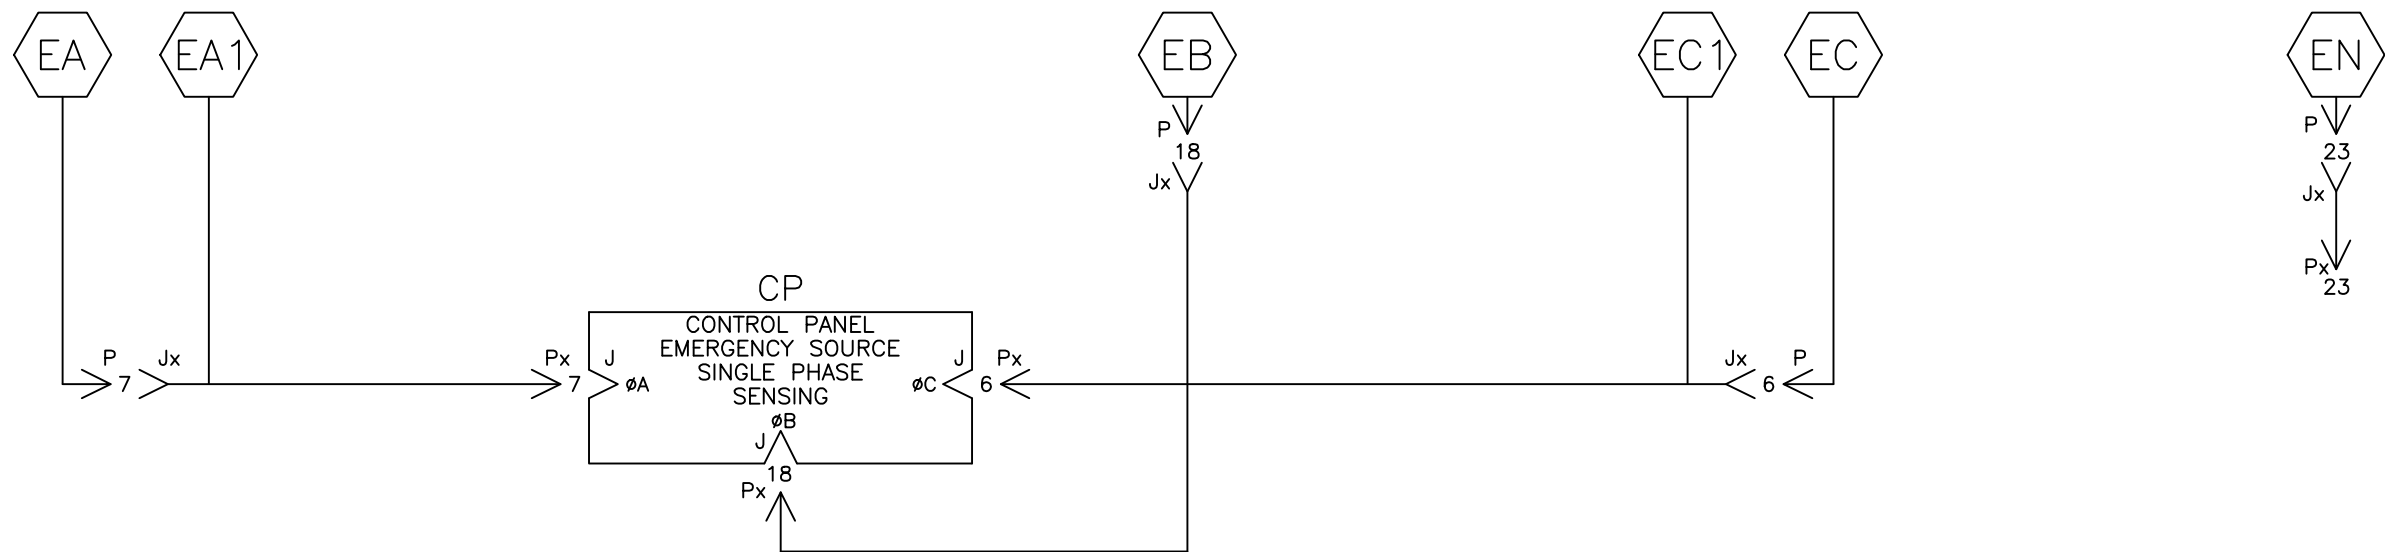 EA
EA1
EB
EC1
EC
EN
P
18
Jx
P
23
Jx
Px
23
CP
CONTROL PANEL
EMERGENCY SOURCE
SINGLE PHASE
SENSING
P
7
Jx
Px
7
J
øA
J
øC
Px
6
Jx
6
P
øB
J
18
Px